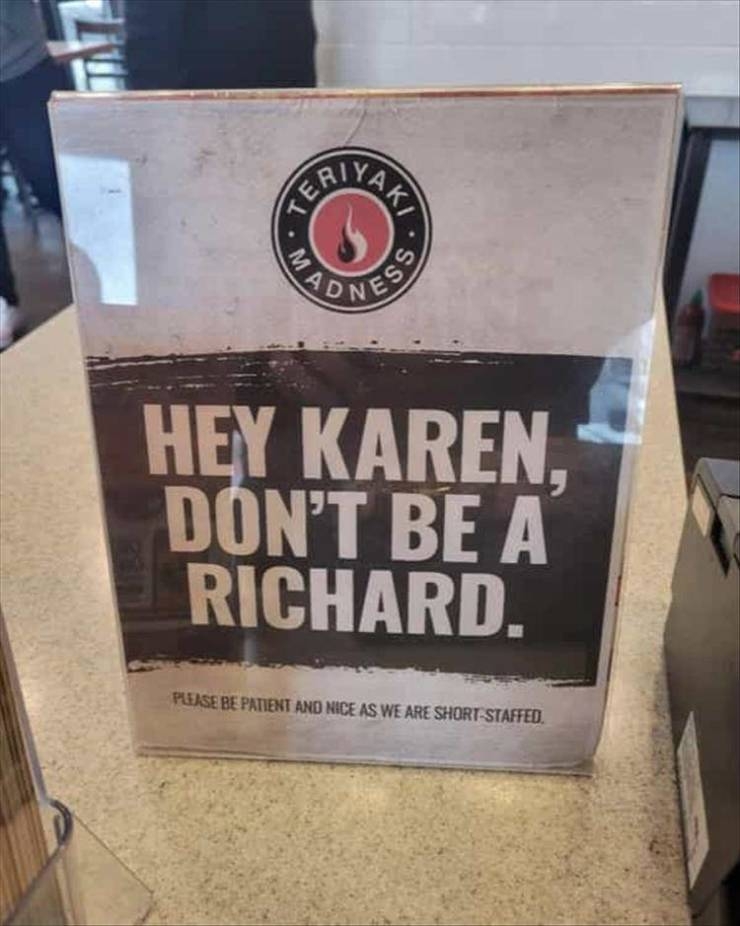 TERIYAKI
MADNESS
HEY KAREN,
DON'T BE A
RICHARD.
PLEASE BE PATIENT AND NICE AS WE ARE SHORT-STAFFED.